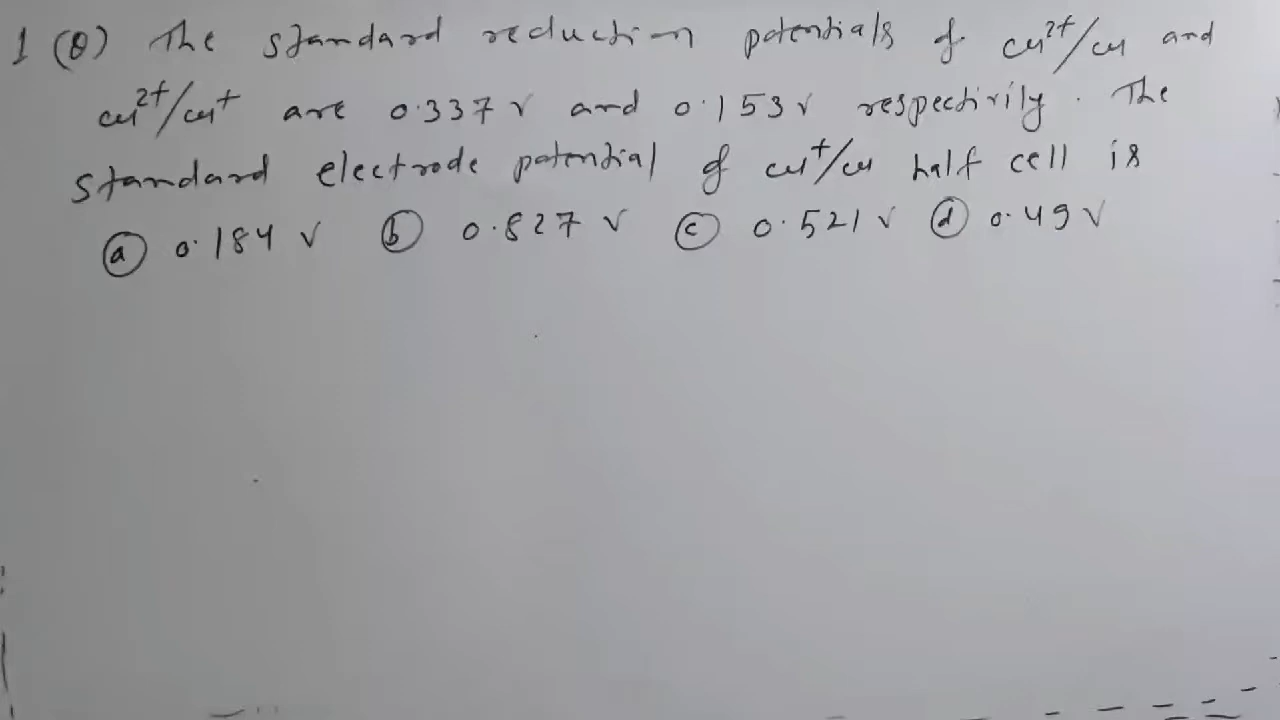 1 (Q) The standard reduction potentials of Cu²⁺/Cu and
Cu²⁺/Cu⁺ are 0.337 V and 0.153 V respectivily. The
standard electrode potential of Cu⁺/Cu half cell is
(a) 0.184 V (b) 0.827 V (c) 0.521 V (d) 0.49 V